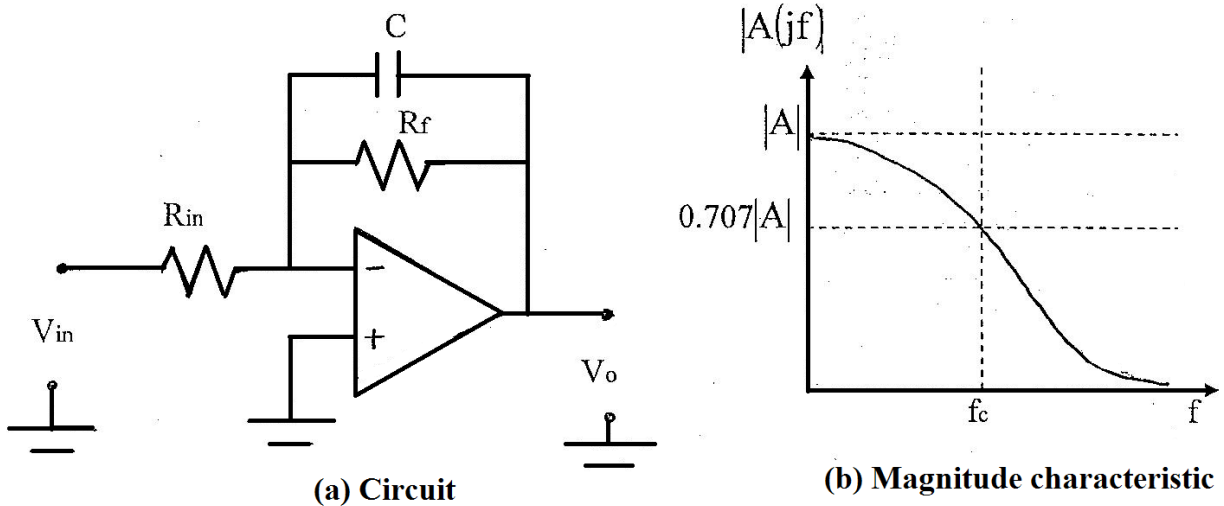 C
Rf
Rin
−
+
Vin
Vo
(a) Circuit
|A(jf)
|A|
0.707|A|
fc
f
(b) Magnitude characteristic